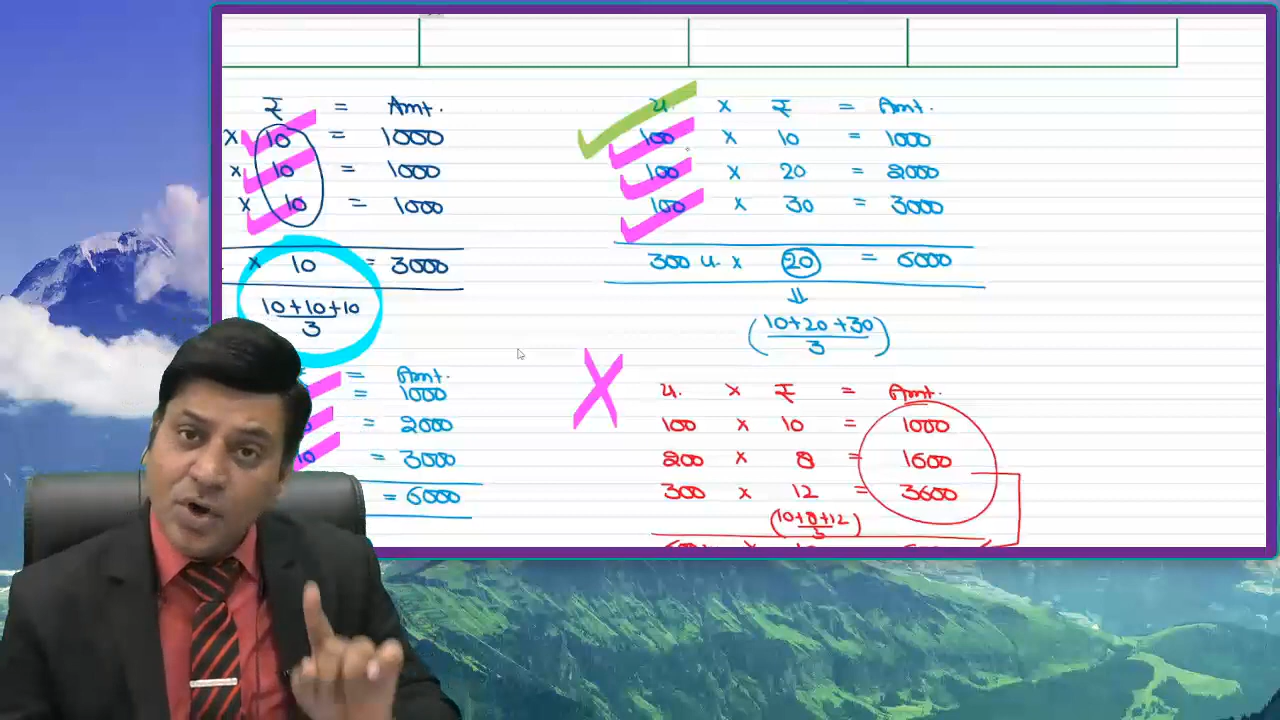 ₹ = Amt.
x 10 = 1000
x 10 = 1000
x 10 = 1000
x 10 = 3000
10+10+10
3
= Amt.
= 1000
= 2000
10 = 3000
= 6000
u. x ₹ = Amt.
100 x 10 = 1000
100 x 20 = 2000
100 x 30 = 3000
300 u. x 20 = 6000
(10+20+30
3)
u. x ₹ = Amt.
100 x 10 = 1000
200 x 8 = 1600
300 x 12 = 3600
(10+8+12
3)